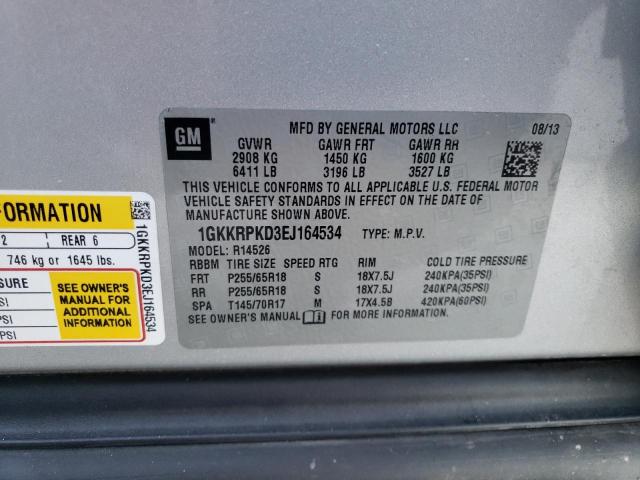 GM
MFD BY GENERAL MOTORS LLC 08/13
GVWR GAWR FRT GAWR RR
2908 KG 1450 KG 1600 KG
6411 LB 3196 LB 3527 LB
THIS VEHICLE CONFORMS TO ALL APPLICABLE U.S. FEDERAL MOTOR
VEHICLE SAFETY STANDARDS IN EFFECT ON THE DATE OF
MANUFACTURE SHOWN ABOVE.
1GKKRPKD3EJ164534 TYPE: M.P.V.
MODEL: R14526
RBBM TIRE SIZE SPEED RTG RIM COLD TIRE PRESSURE
FRT P255/65R18 S 18X7.5J 240KPA(35PSI)
RR P255/65R18 S 18X7.5J 240KPA(35PSI)
SPA T145/70R17 M 17X4.5B 420KPA(60PSI)
SEE OWNER'S MANUAL FOR MORE INFORMATION.
FORMATION
2 REAR 6
746 kg or 1645 lbs.
SURE
SEE OWNER'S
MANUAL FOR
ADDITIONAL
INFORMATION
PSI
PSI
PSI
1GKKRPKD3EJ164534